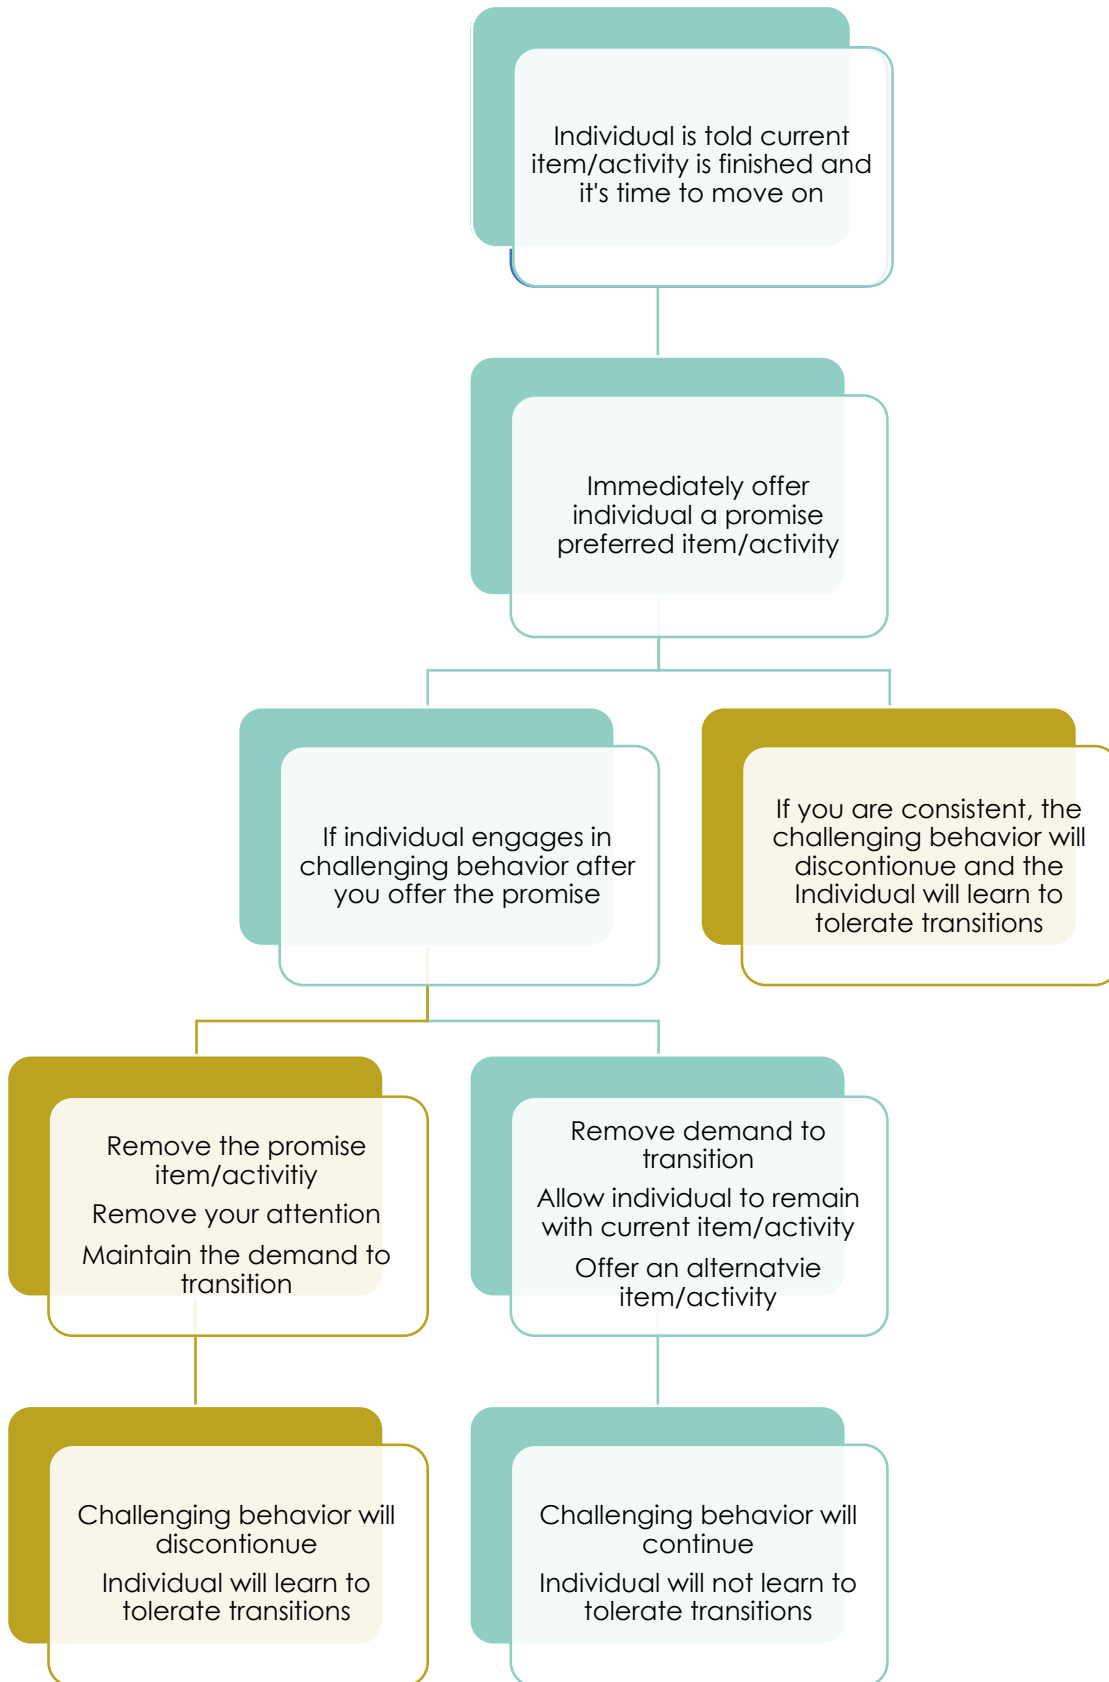 Individual is told current
item/activity is finished and
it's time to move on
Immediately offer
individual a promise
preferred item/activity
If individual engages in
challenging behavior after
you offer the promise
If you are consistent, the
challenging behavior will
discontionue and the
Individual will learn to
tolerate transitions
Remove the promise
item/activitiy
Remove your attention
Maintain the demand to
transition
Remove demand to
transition
Allow individual to remain
with current item/activity
Offer an alternatvie
item/activity
Challenging behavior will
discontionue
Individual will learn to
tolerate transitions
Challenging behavior will
continue
Individual will not learn to
tolerate transitions